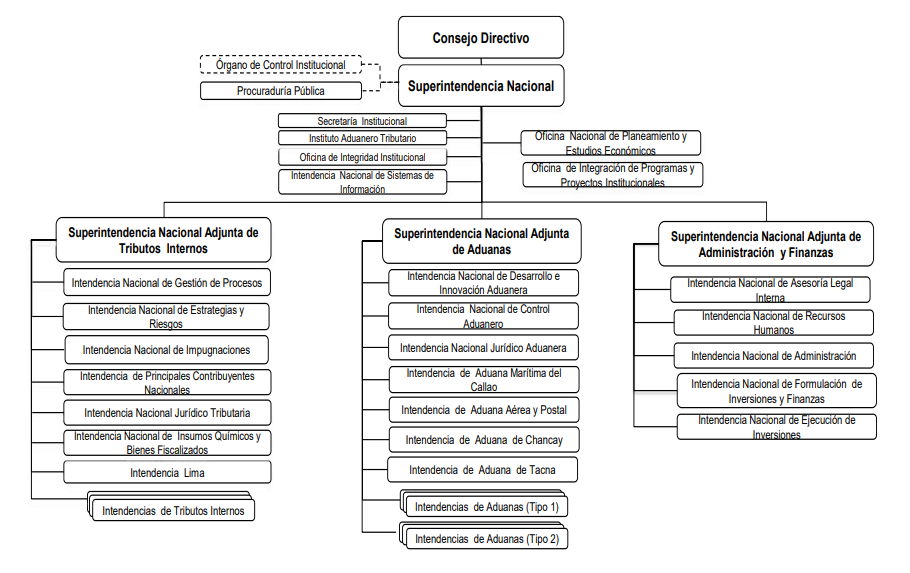 Consejo Directivo
Órgano de Control Institucional
Superintendencia Nacional
Procuraduría Pública
Secretaría Institucional
Instituto Aduanero Tributario
Oficina de Integridad Institucional
Intendencia Nacional de Sistemas de
Información
Oficina Nacional de Planeamiento y
Estudios Económicos
Oficina de Integración de Programas y
Proyectos Institucionales
Superintendencia Nacional Adjunta de
Tributos Internos
Intendencia Nacional de Gestión de Procesos
Intendencia Nacional de Estrategias y
Riesgos
Intendencia Nacional de Impugnaciones
Intendencia de Principales Contribuyentes
Nacionales
Intendencia Nacional Jurídico Tributaria
Intendencia Nacional de Insumos Químicos y
Bienes Fiscalizados
Intendencia Lima
Intendencias de Tributos Internos
Superintendencia Nacional Adjunta
de Aduanas
Intendencia Nacional de Desarrollo e
Innovación Aduanera
Intendencia Nacional de Control
Aduanero
Intendencia Nacional Jurídico Aduanera
Intendencia de Aduana Marítima del
Callao
Intendencia de Aduana Aérea y Postal
Intendencia de Aduana de Chancay
Intendencia de Aduana de Tacna
Intendencias de Aduanas (Tipo 1)
Intendencias de Aduanas (Tipo 2)
Superintendencia Nacional Adjunta de
Administración y Finanzas
Intendencia Nacional de Asesoría Legal
Interna
Intendencia Nacional de Recursos
Humanos
Intendencia Nacional de Administración
Intendencia Nacional de Formulación de
Inversiones y Finanzas
Intendencia Nacional de Ejecución de
Inversiones